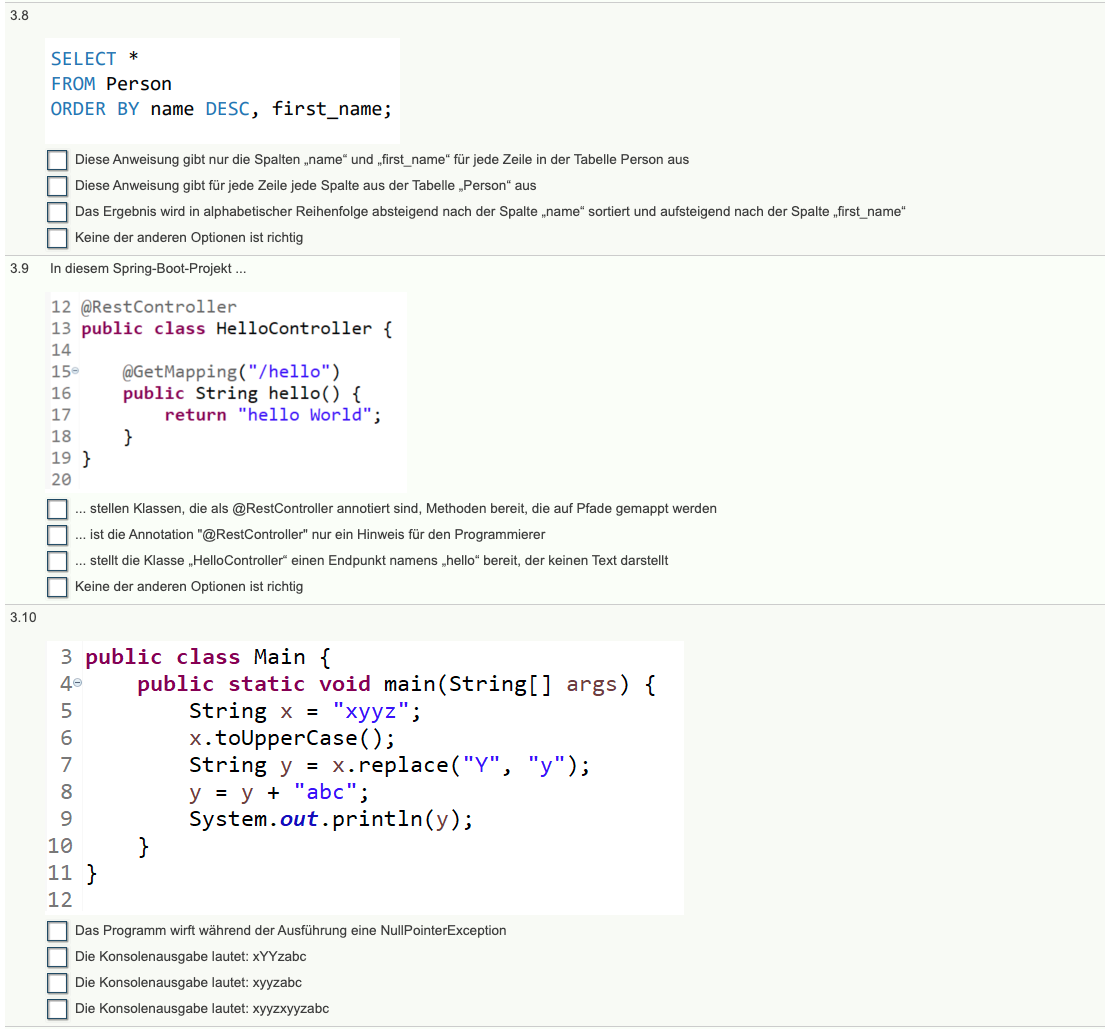 3.8
SELECT *
FROM Person
ORDER BY name DESC, first_name;
Diese Anweisung gibt nur die Spalten „name“ und „first_name“ für jede Zeile in der Tabelle Person aus
Diese Anweisung gibt für jede Zeile jede Spalte aus der Tabelle „Person“ aus
Das Ergebnis wird in alphabetischer Reihenfolge absteigend nach der Spalte „name“ sortiert und aufsteigend nach der Spalte „first_name“
Keine der anderen Optionen ist richtig
3.9 In diesem Spring-Boot-Projekt ...
12 @RestController
13 public class HelloController {
14
15 @GetMapping("/hello")
16 public String hello() {
17 return "hello World";
18 }
19 }
20
... stellen Klassen, die als @RestController annotiert sind, Methoden bereit, die auf Pfade gemappt werden
... ist die Annotation "@RestController" nur ein Hinweis für den Programmierer
... stellt die Klasse „HelloController“ einen Endpunkt namens „hello“ bereit, der keinen Text darstellt
Keine der anderen Optionen ist richtig
3.10
3 public class Main {
4 public static void main(String[] args) {
5 String x = "xyyz";
6 x.toUpperCase();
7 String y = x.replace("Y", "y");
8 y = y + "abc";
9 System.out.println(y);
10 }
11 }
12
Das Programm wirft während der Ausführung eine NullPointerException
Die Konsolenausgabe lautet: xYYzabc
Die Konsolenausgabe lautet: xyyzabc
Die Konsolenausgabe lautet: xyyzxyyzabc